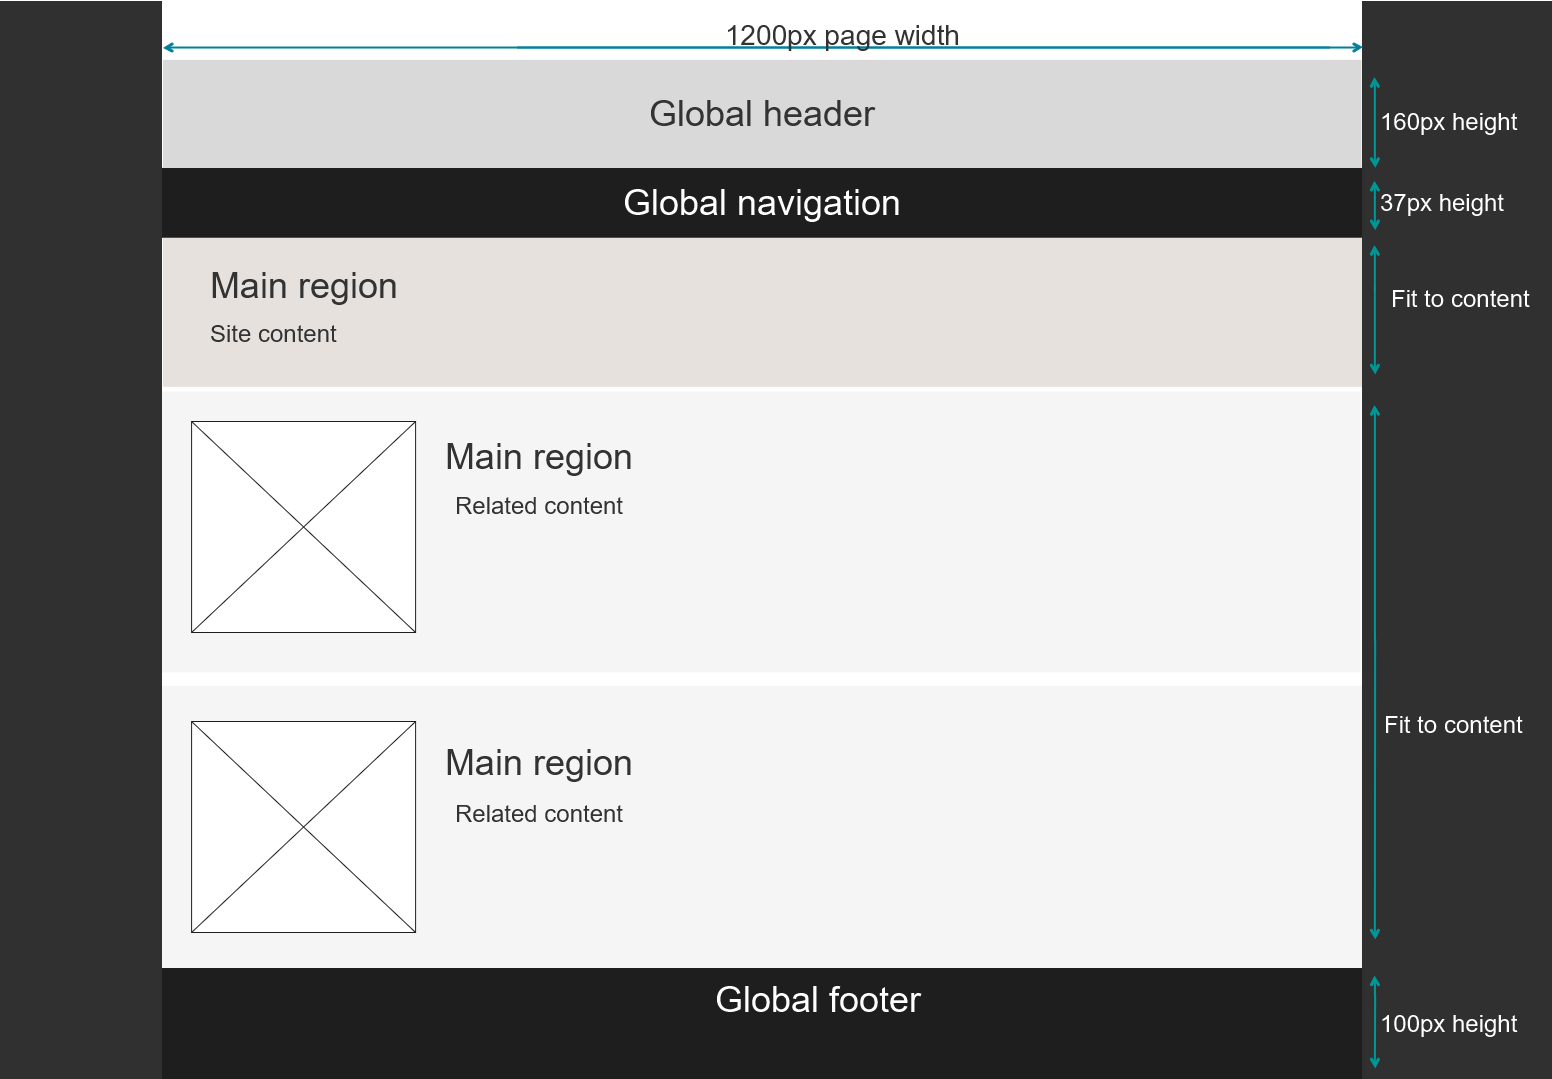 1200px page width
Global header
160px height
Global navigation
37px height
Main region
Site content
Fit to content
Main region
Related content
Fit to content
Main region
Related content
Global footer
100px height